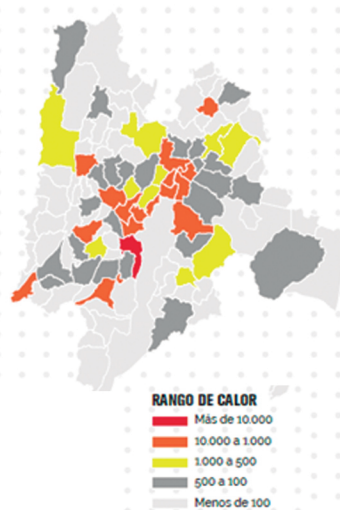 RANGO DE CALOR
Más de 10.000
10.000 a 1.000
1.000 a 500
500 a 100
Menos de 100